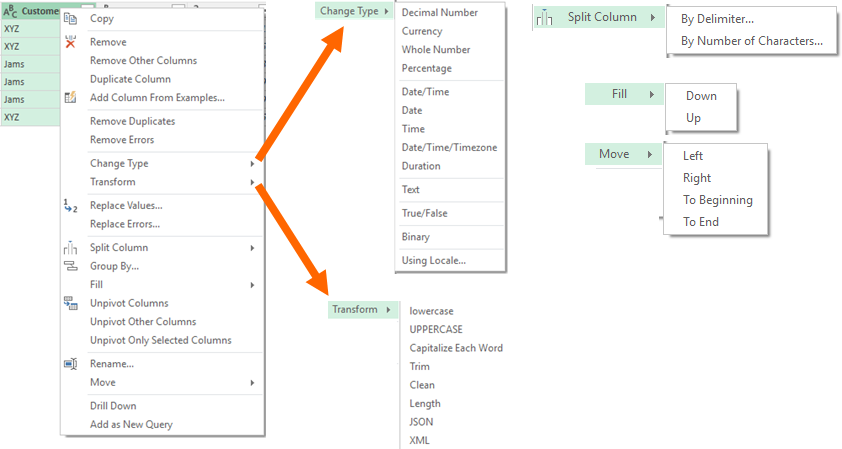 ABC Custome
XYZ
XYZ
Jams
Jams
Jams
XYZ
Copy
Remove
Remove Other Columns
Duplicate Column
Add Column From Examples...
Remove Duplicates
Remove Errors
Change Type
Transform
Replace Values...
Replace Errors...
Split Column
Group By...
Fill
Unpivot Columns
Unpivot Other Columns
Unpivot Only Selected Columns
Rename...
Move
Drill Down
Add as New Query
Change Type
Decimal Number
Currency
Whole Number
Percentage
Date/Time
Date
Time
Date/Time/Timezone
Duration
Text
True/False
Binary
Using Locale...
Transform
lowercase
UPPERCASE
Capitalize Each Word
Trim
Clean
Length
JSON
XML
Split Column
By Delimiter...
By Number of Characters...
Fill
Down
Up
Move
Left
Right
To Beginning
To End